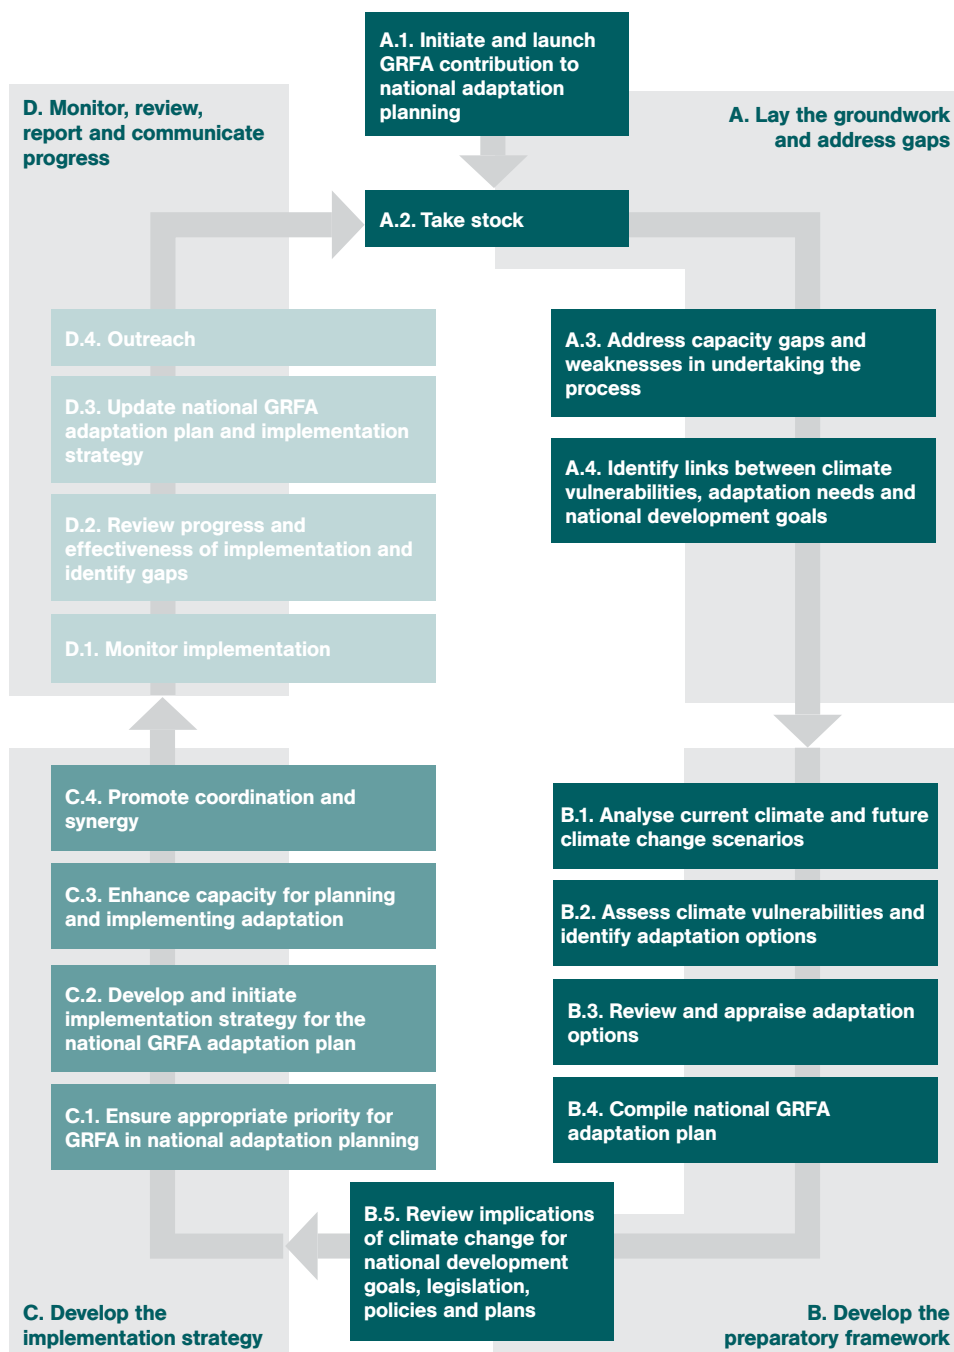 A.1. Initiate and launch
GRFA contribution to
national adaptation
planning
A. Lay the groundwork
and address gaps
A.2. Take stock
A.3. Address capacity gaps and
weaknesses in undertaking the
process
A.4. Identify links between climate
vulnerabilities, adaptation needs and
national development goals
B.1. Analyse current climate and future
climate change scenarios
B.2. Assess climate vulnerabilities and
identify adaptation options
B.3. Review and appraise adaptation
options
B.4. Compile national GRFA
adaptation plan
B.5. Review implications
of climate change for
national development
goals, legislation,
policies and plans
B. Develop the
preparatory framework
C. Develop the
implementation strategy
C.1. Ensure appropriate priority for
GRFA in national adaptation planning
C.2. Develop and initiate
implementation strategy for the
national GRFA adaptation plan
C.3. Enhance capacity for planning
and implementing adaptation
C.4. Promote coordination and
synergy
D.1. Monitor implementation
D.2. Review progress and
effectiveness of implementation and
identify gaps
D.3. Update national GRFA
adaptation plan and implementation
strategy
D.4. Outreach
D. Monitor, review,
report and communicate
progress